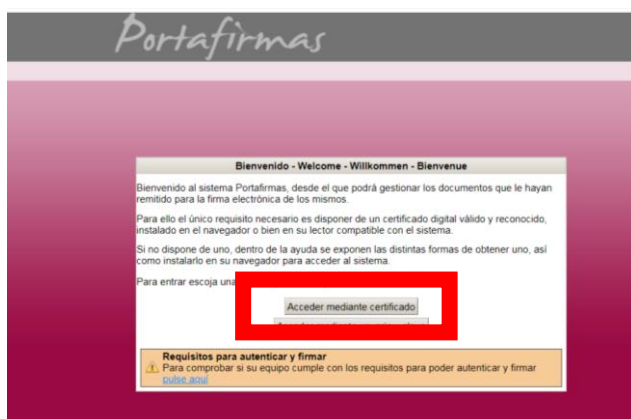 Portafirmas
Bienvenido - Welcome - Willkommen - Bienvenue
Bienvenido al sistema Portafirmas, desde el que podrá gestionar los documentos que le hayan
remitido para la firma electrónica de los mismos.
Para ello el único requisito necesario es disponer de un certificado digital válido y reconocido,
instalado en el navegador o bien en su lector compatible con el sistema.
Si no dispone de uno, dentro de la ayuda se exponen las distintas formas de obtener uno, así
como instalarlo en su navegador para acceder al sistema.
Para entrar escoja una
Acceder mediante certificado
Requisitos para autenticar y firmar
Para comprobar si su equipo cumple con los requisitos para poder autenticar y firmar
pulse aquí